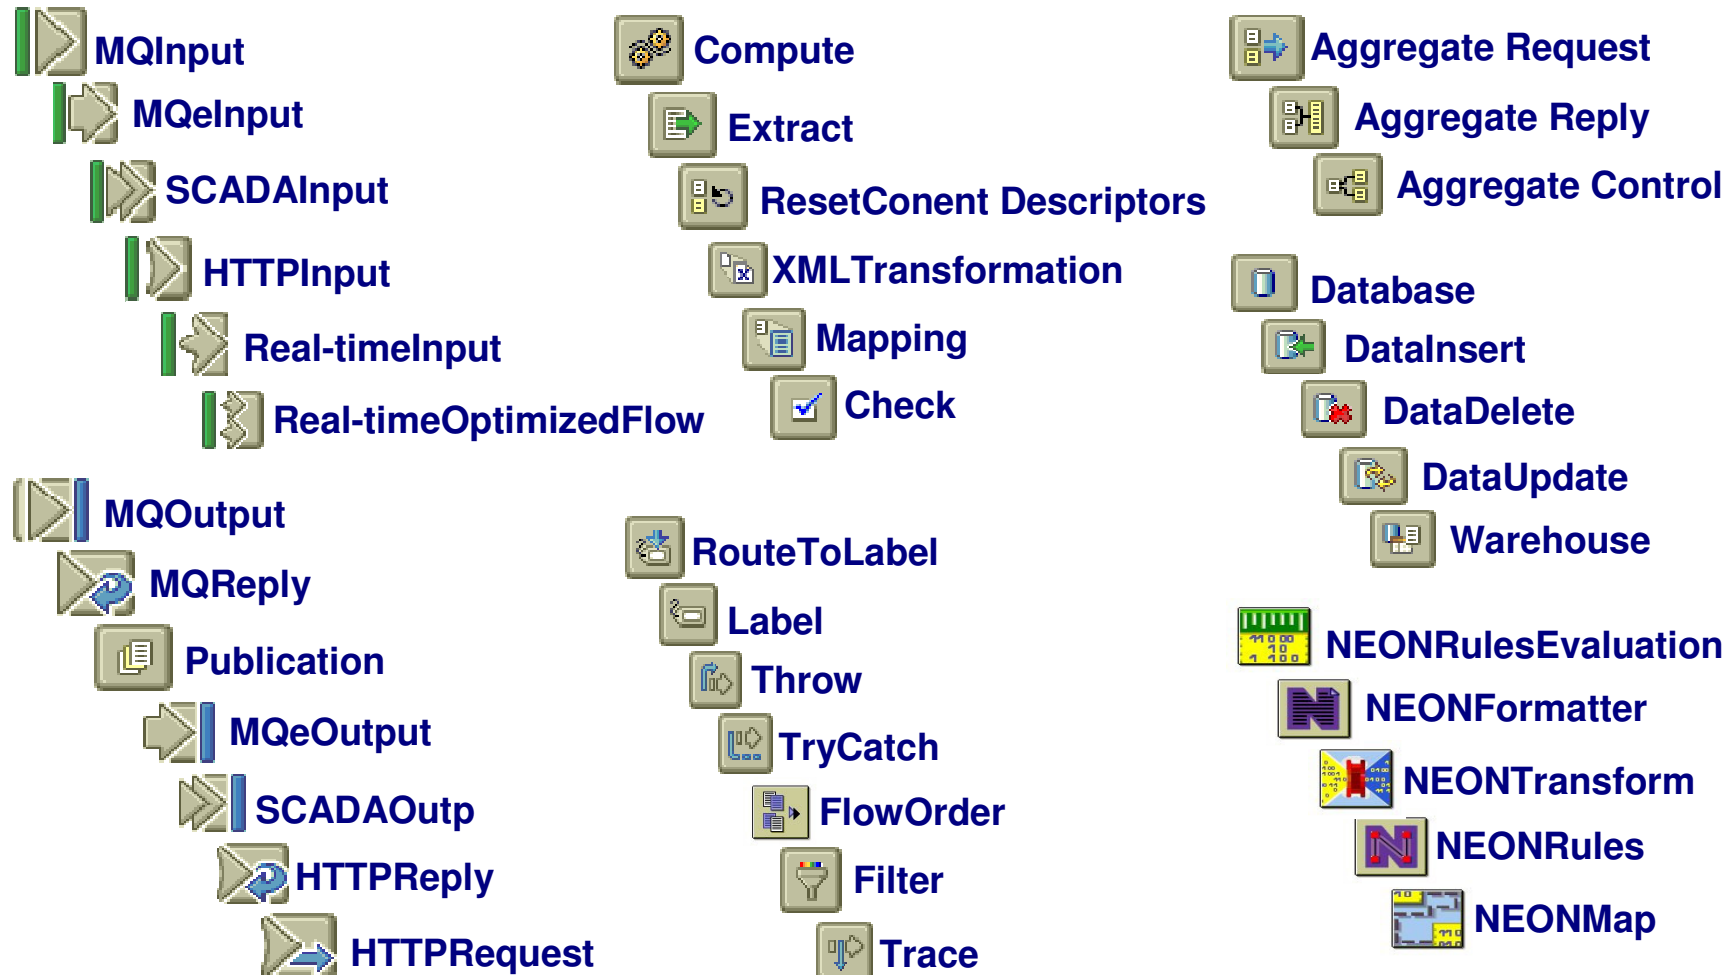 MQInput
MQeInput
SCADAInput
HTTPInput
Real-timeInput
Real-timeOptimizedFlow
MQOutput
MQReply
Publication
MQeOutput
SCADAOutp
HTTPReply
HTTPRequest
Compute
Extract
ResetConent Descriptors
XMLTransformation
Mapping
Check
RouteToLabel
Label
Throw
TryCatch
FlowOrder
Filter
Trace
Aggregate Request
Aggregate Reply
Aggregate Control
Database
DataInsert
DataDelete
DataUpdate
Warehouse
NEONRulesEvaluation
NEONFormatter
NEONTransform
NEONRules
NEONMap